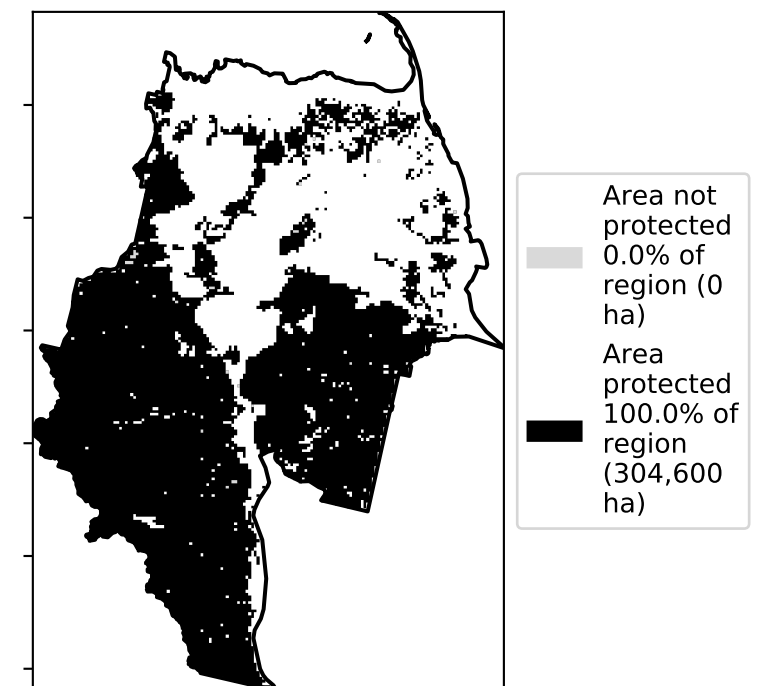 Area not
protected
0.0% of
region (0
ha)
Area
protected
100.0% of
region
(304,600
ha)